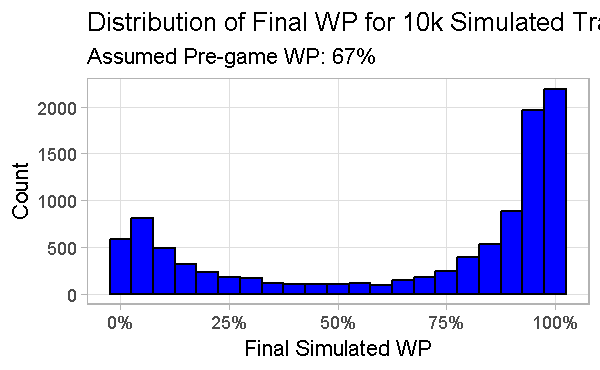 Distribution of Final WP for 10k Simulated
Assumed Pre-game WP: 67%
2000
1500
1000
500
0
Count
0%
25%
50%
75%
100%
Final Simulated WP